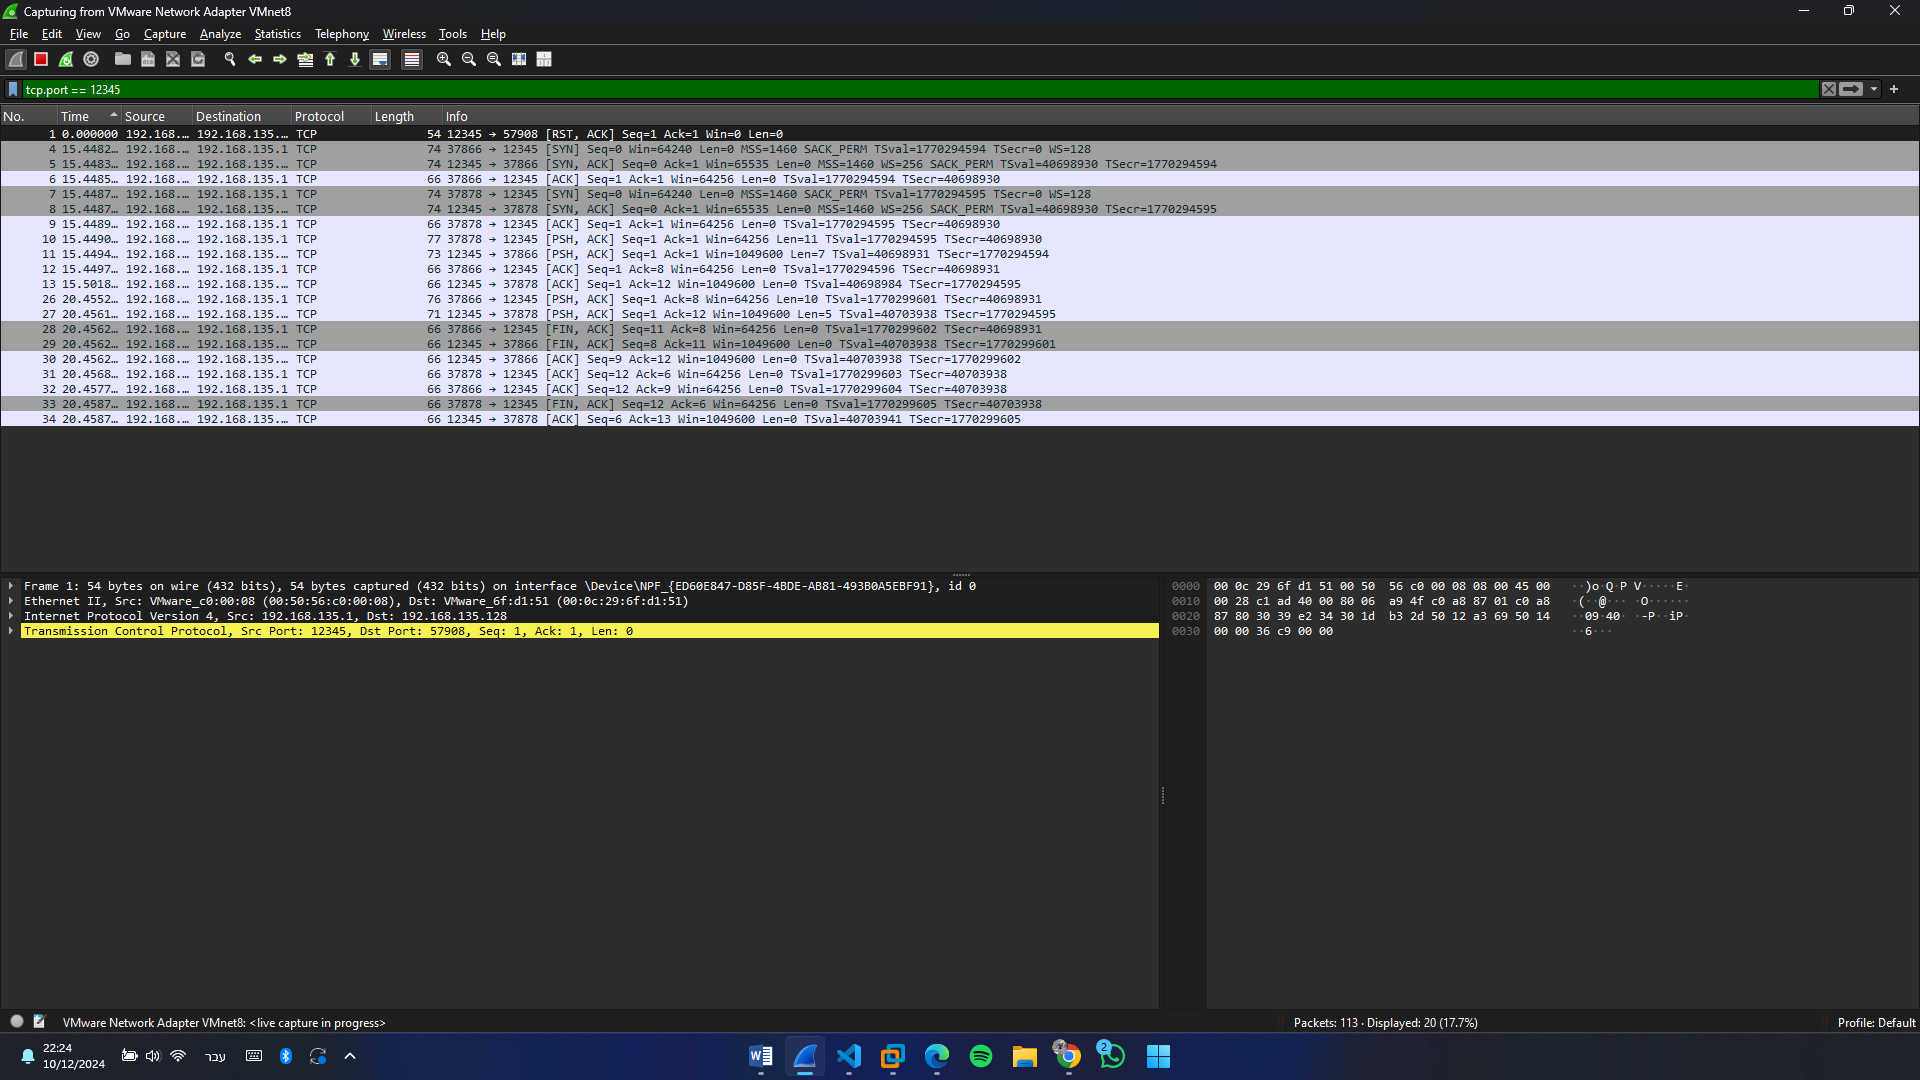 Capturing from VMware Network Adapter VMnet8
File Edit View Go Capture Analyze Statistics Telephony Wireless Tools Help
tcp.port == 12345
No. Time Source Destination Protocol Length Info
1 0.000000 192.168.… 192.168.135.… TCP 54 12345 → 57908 [RST, ACK] Seq=1 Ack=1 Win=0 Len=0
4 15.4482… 192.168.… 192.168.135.1 TCP 74 37866 → 12345 [SYN] Seq=0 Win=64240 Len=0 MSS=1460 SACK_PERM TSval=1770294594 TSecr=0 WS=128
5 15.4483… 192.168.… 192.168.135.… TCP 74 12345 → 37866 [SYN, ACK] Seq=0 Ack=1 Win=65535 Len=0 MSS=1460 WS=256 SACK_PERM TSval=40698930 TSecr=1770294594
6 15.4485… 192.168.… 192.168.135.1 TCP 66 37866 → 12345 [ACK] Seq=1 Ack=1 Win=64256 Len=0 TSval=1770294594 TSecr=40698930
7 15.4487… 192.168.… 192.168.135.1 TCP 74 37878 → 12345 [SYN] Seq=0 Win=64240 Len=0 MSS=1460 SACK_PERM TSval=1770294595 TSecr=0 WS=128
8 15.4487… 192.168.… 192.168.135.… TCP 74 12345 → 37878 [SYN, ACK] Seq=0 Ack=1 Win=65535 Len=0 MSS=1460 WS=256 SACK_PERM TSval=40698930 TSecr=1770294595
9 15.4489… 192.168.… 192.168.135.1 TCP 66 37878 → 12345 [ACK] Seq=1 Ack=1 Win=64256 Len=0 TSval=1770294595 TSecr=40698930
10 15.4490… 192.168.… 192.168.135.1 TCP 77 37878 → 12345 [PSH, ACK] Seq=1 Ack=1 Win=64256 Len=11 TSval=1770294595 TSecr=40698930
11 15.4494… 192.168.… 192.168.135.… TCP 73 12345 → 37866 [PSH, ACK] Seq=1 Ack=1 Win=1049600 Len=7 TSval=40698931 TSecr=1770294594
12 15.4497… 192.168.… 192.168.135.1 TCP 66 37866 → 12345 [ACK] Seq=1 Ack=8 Win=64256 Len=0 TSval=1770294596 TSecr=40698931
13 15.5018… 192.168.… 192.168.135.… TCP 66 12345 → 37878 [ACK] Seq=1 Ack=12 Win=1049600 Len=0 TSval=40698984 TSecr=1770294595
26 20.4552… 192.168.… 192.168.135.1 TCP 76 37866 → 12345 [PSH, ACK] Seq=1 Ack=8 Win=64256 Len=10 TSval=1770299601 TSecr=40698931
27 20.4561… 192.168.… 192.168.135.… TCP 71 12345 → 37878 [PSH, ACK] Seq=1 Ack=12 Win=1049600 Len=5 TSval=40703938 TSecr=1770294595
28 20.4562… 192.168.… 192.168.135.1 TCP 66 37866 → 12345 [FIN, ACK] Seq=11 Ack=8 Win=64256 Len=0 TSval=1770299602 TSecr=40698931
29 20.4562… 192.168.… 192.168.135.… TCP 66 12345 → 37866 [FIN, ACK] Seq=8 Ack=11 Win=1049600 Len=0 TSval=40703938 TSecr=1770299601
30 20.4562… 192.168.… 192.168.135.… TCP 66 12345 → 37866 [ACK] Seq=9 Ack=12 Win=1049600 Len=0 TSval=40703938 TSecr=1770299602
31 20.4568… 192.168.… 192.168.135.1 TCP 66 37878 → 12345 [ACK] Seq=12 Ack=6 Win=64256 Len=0 TSval=1770299603 TSecr=40703938
32 20.4577… 192.168.… 192.168.135.1 TCP 66 37866 → 12345 [ACK] Seq=12 Ack=9 Win=64256 Len=0 TSval=1770299604 TSecr=40703938
33 20.4587… 192.168.… 192.168.135.1 TCP 66 37878 → 12345 [FIN, ACK] Seq=12 Ack=6 Win=64256 Len=0 TSval=1770299605 TSecr=40703938
34 20.4587… 192.168.… 192.168.135.… TCP 66 12345 → 37878 [ACK] Seq=6 Ack=13 Win=1049600 Len=0 TSval=40703941 TSecr=1770299605
Frame 1: 54 bytes on wire (432 bits), 54 bytes captured (432 bits) on interface \Device\NPF_{ED60E847-D85F-4BDE-AB81-493B0A5EBF91}, id 0
Ethernet II, Src: VMware_c0:00:08 (00:50:56:c0:00:08), Dst: VMware_6f:d1:51 (00:0c:29:6f:d1:51)
Internet Protocol Version 4, Src: 192.168.135.1, Dst: 192.168.135.128
Transmission Control Protocol, Src Port: 12345, Dst Port: 57908, Seq: 1, Ack: 1, Len: 0
0000 00 0c 29 6f d1 51 00 50 56 c0 00 08 08 00 45 00 ··)o·Q·P V·····E·
0010 00 28 c1 ad 40 00 80 06 a9 4f c0 a8 87 01 c0 a8 ·(··@··· ·O······
0020 87 80 30 39 e2 34 30 1d b3 2d 50 12 a3 69 50 14 ··09·40· ·-P··iP·
0030 00 00 36 c9 00 00 ··6···
VMware Network Adapter VMnet8: <live capture in progress>
Packets: 113 · Displayed: 20 (17.7%)
Profile: Default
22:24
10/12/2024
עבר
2